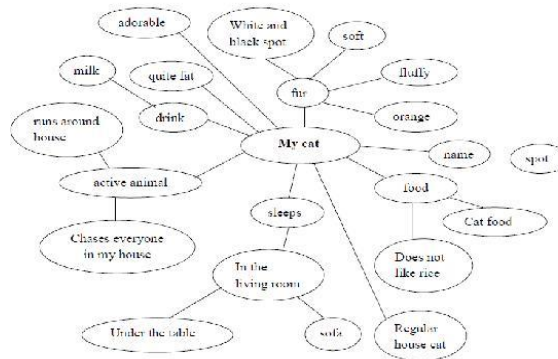 adorable
White and
black spot
soft
milk
quite fat
fur
fluffy
runs around
house
drink
orange
My cat
name
spot
active animal
food
sleeps
Cat food
Chases everyone
in my house
In the
living room
Does not
like rice
Under the table
sofa
Regular
house cat